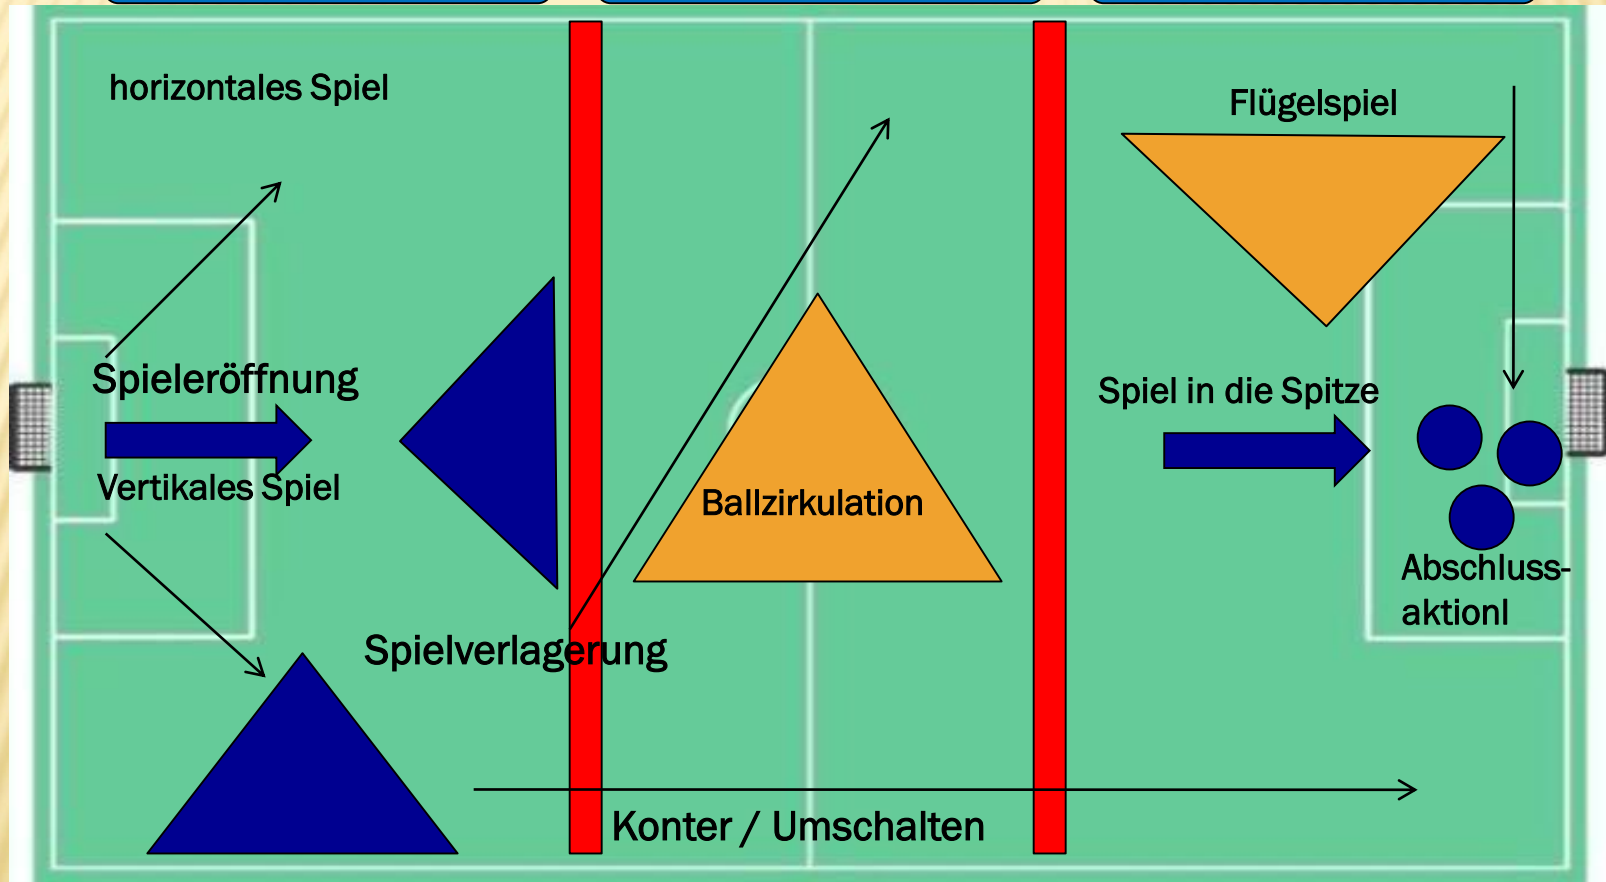 horizontales Spiel
Flügelspiel
Spieleröffnung
Vertikales Spiel
Spiel in die Spitze
Ballzirkulation
Abschluss-
aktionl
Spielverlagerung
Konter / Umschalten